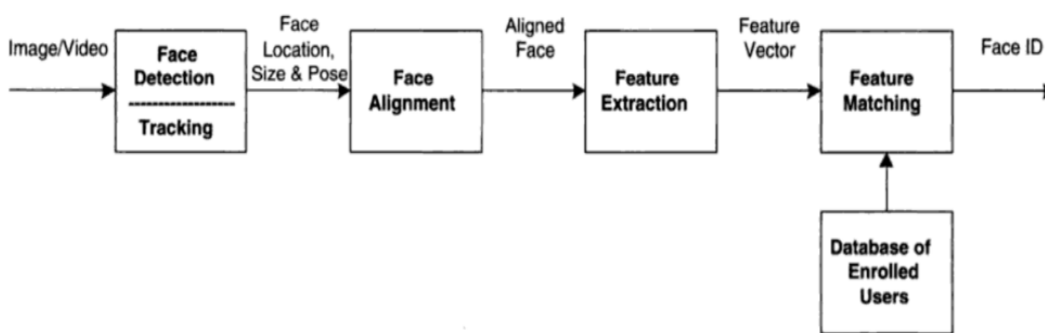 Image/Video
Face
Detection
Tracking
Face
Location,
Size & Pose
Face
Alignment
Aligned
Face
Feature
Extraction
Feature
Vector
Feature
Matching
Face ID
Database of
Enrolled
Users